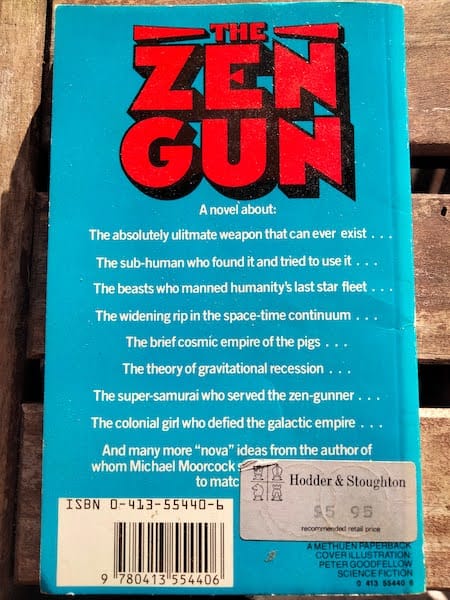 THE
ZEN
GUN
A novel about:
The absolutely ulitmate weapon that can ever exist . . .
The sub-human who found it and tried to use it . . .
The beasts who manned humanity's last star fleet . . .
The widening rip in the space-time continuum . . .
The brief cosmic empire of the pigs . . .
The theory of gravitational recession . . .
The super-samurai who served the zen-gunner . . .
The colonial girl who defied the galactic empire . . .
And many more "nova" ideas from the author of
whom Michael Moorcock
to matc
Hodder & Stoughton
$5 95
recommended retail price
ISBN 0-413-55440-6
9 780413 554406
A METHUEN PAPERBACK
COVER ILLUSTRATION:
PETER GOODFELLOW
SCIENCE FICTION
0 413 55440 6